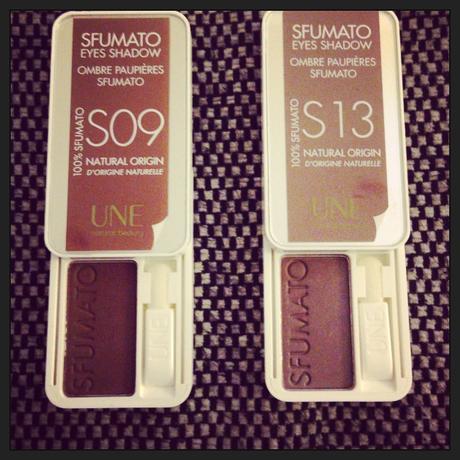 SFUMATO
EYES SHADOW
OMBRE PAUPIÈRES
SFUMATO
100% SFUMATO
S09
NATURAL ORIGIN
D'ORIGINE NATURELLE
UNE
natural beauty
SFUMATO
UNE
SFUMATO
EYES SHADOW
OMBRE PAUPIÈRES
SFUMATO
100% SFUMATO
S13
NATURAL ORIGIN
D'ORIGINE NATURELLE
UNE
SFUMATO
UNE